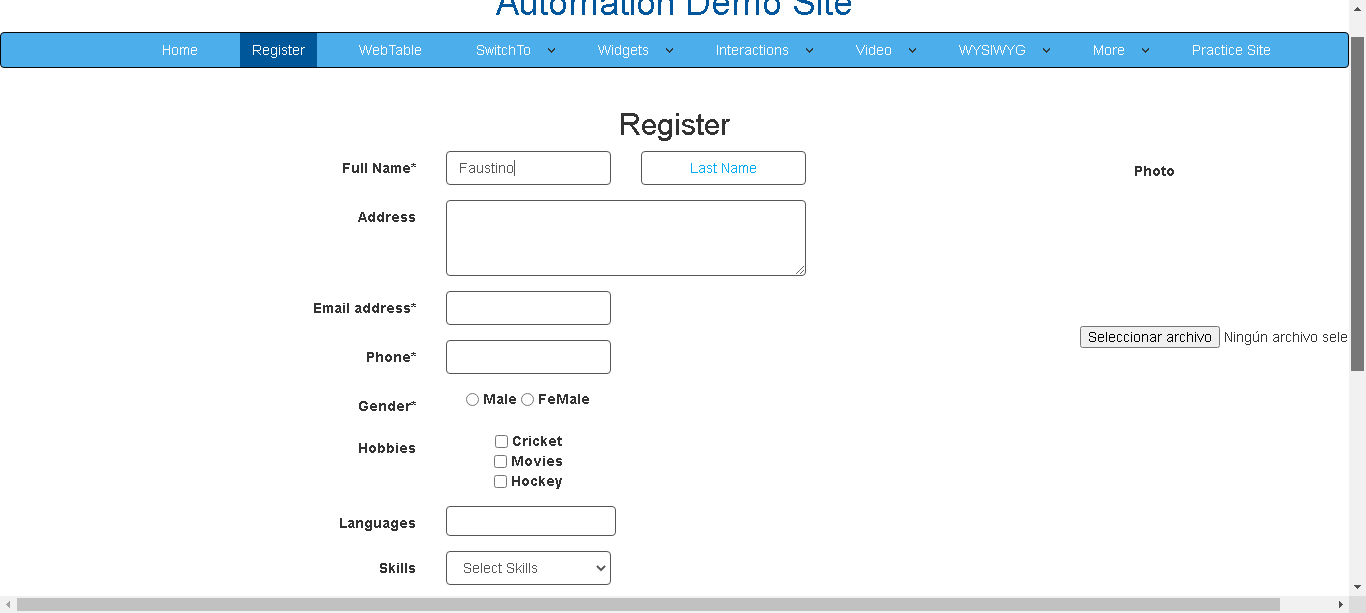 Automation Demo Site
Home Register WebTable SwitchTo Widgets Interactions Video WYSIWYG More Practice Site
Register
Full Name* Faustino Last Name
Photo
Address
Email address*
Seleccionar archivo Ningún archivo sele
Phone*
Gender* Male FeMale
Hobbies Cricket
Movies
Hockey
Languages
Skills Select Skills